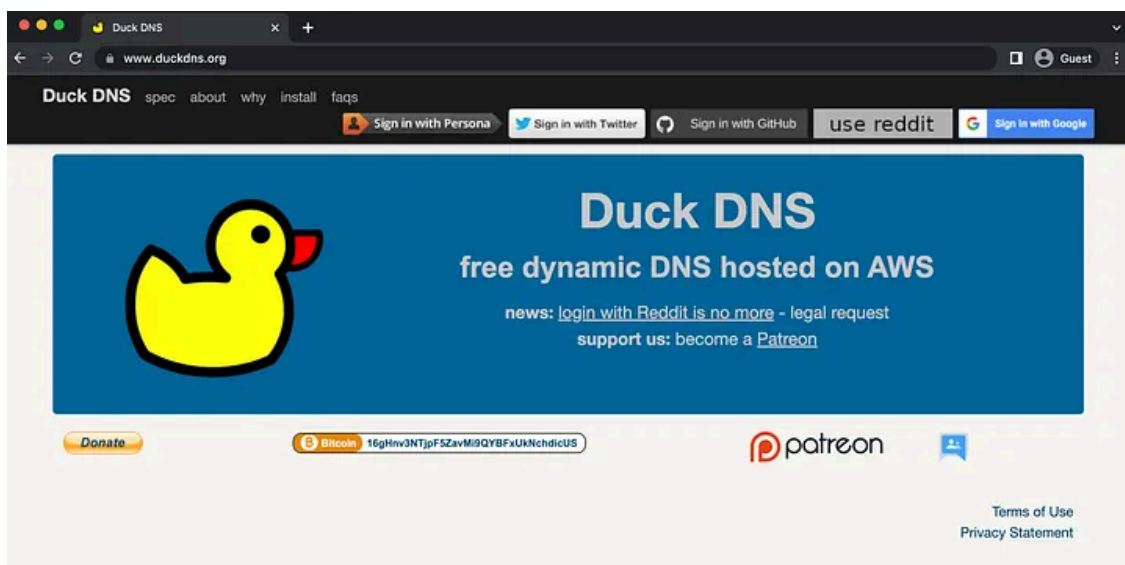 Duck DNS
www.duckdns.org
Guest
Duck DNS spec about why install faqs
Sign in with Persona
Sign in with Twitter
Sign in with GitHub
use reddit
Sign in with Google
Duck DNS
free dynamic DNS hosted on AWS
news: login with Reddit is no more - legal request
support us: become a Patreon
Donate
Bitcoin 16gHnv3NTjpF5ZavMi9QYBFxUkNchdicUS
patreon
Terms of Use
Privacy Statement